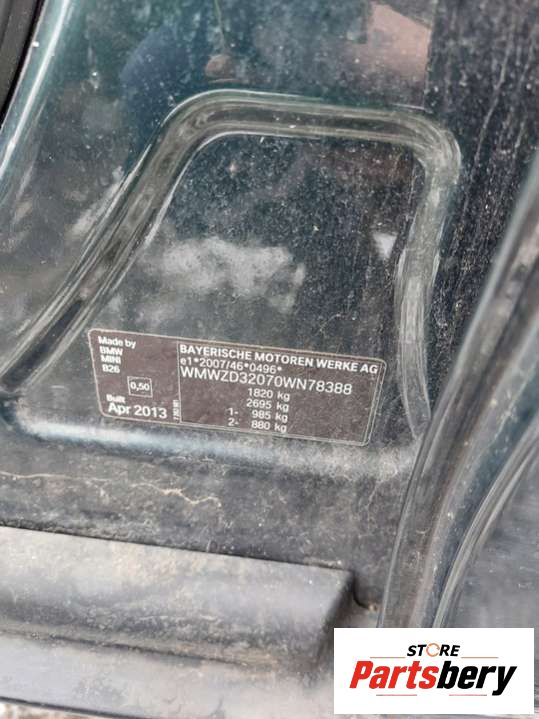 Made by
BMW
MINI
B26
0,50
Built
Apr 2013
BAYERISCHE MOTOREN WERKE AG
e1*2007/46*0496*
WMWZD32070WN78388
1820 kg
2695 kg
1- 985 kg
2- 880 kg
STORE
Partsbery